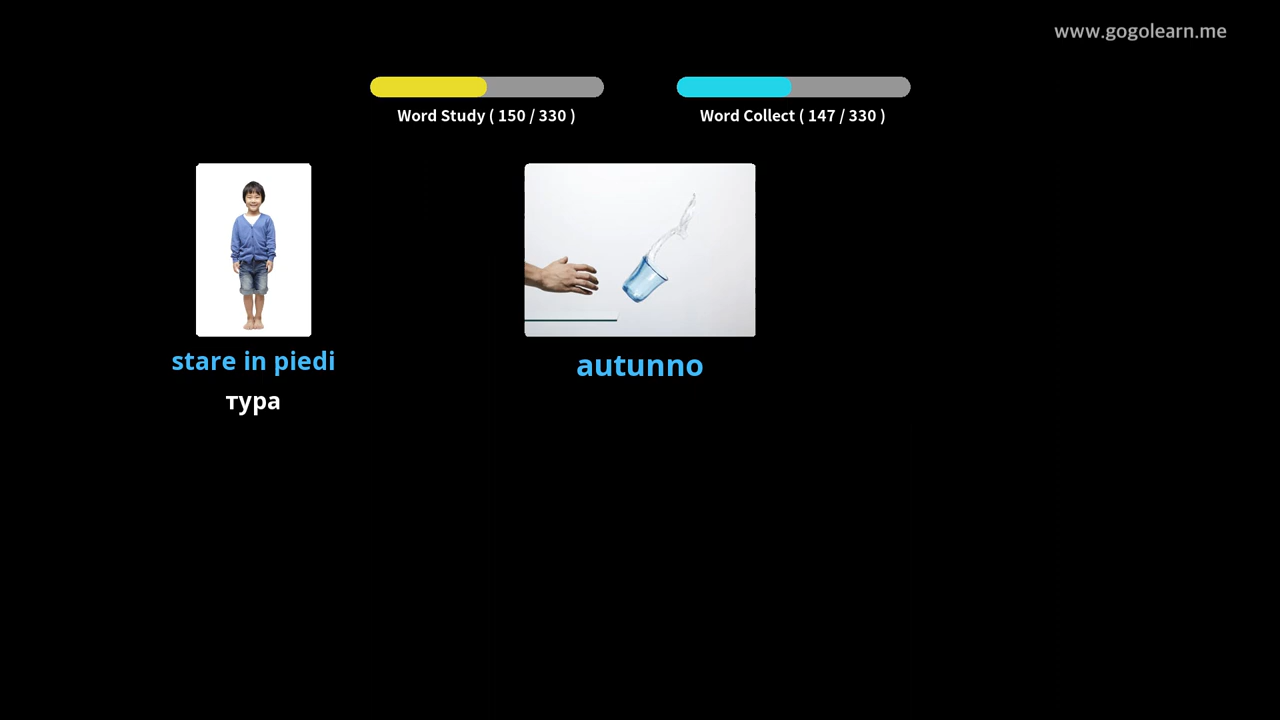 www.gogolearn.me
Word Study ( 150 / 330 )
Word Collect ( 147 / 330 )
stare in piedi
тура
autunno